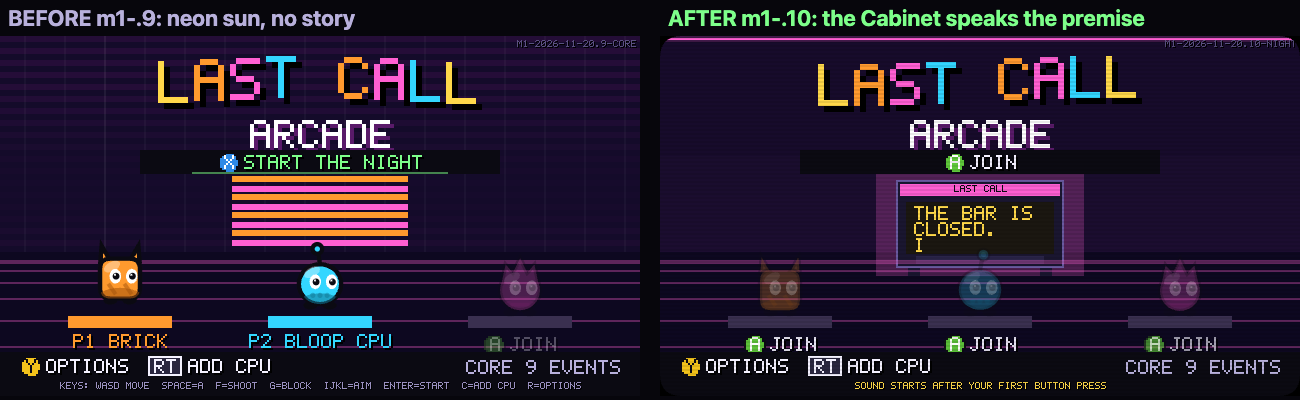 BEFORE m1-.9: neon sun, no story
M1-2026-11-20.9-CORE
LAST CALL
ARCADE
X START THE NIGHT
P1 BRICK
P2 BLOOP CPU
A JOIN
Y OPTIONS RT ADD CPU
CORE 9 EVENTS
KEYS: WASD MOVE SPACE=A F=SHOOT G=BLOCK IJKL=AIM ENTER=START C=ADD CPU R=OPTIONS
AFTER m1-.10: the Cabinet speaks the premise
M1-2026-11-20.10-NIGHT
LAST CALL
ARCADE
A JOIN
LAST CALL
THE BAR IS
CLOSED.
I
A JOIN
A JOIN
A JOIN
Y OPTIONS RT ADD CPU
CORE 9 EVENTS
SOUND STARTS AFTER YOUR FIRST BUTTON PRESS